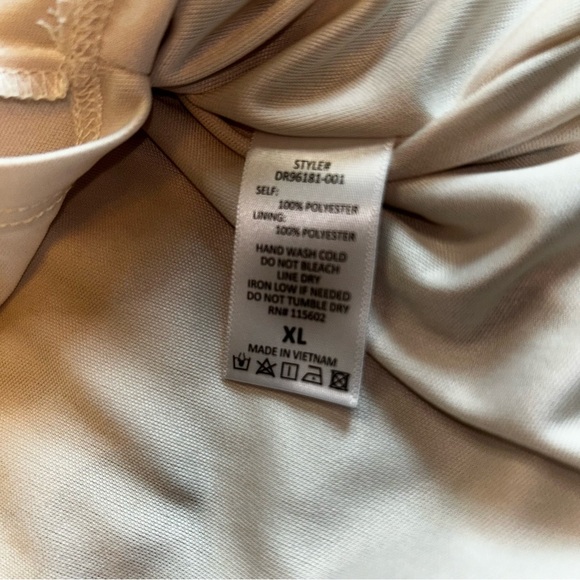 STYLE#
DR96181-001
SELF:
100% POLYESTER
LINING:
100% POLYESTER
HAND WASH COLD
DO NOT BLEACH
LINE DRY
IRON LOW IF NEEDED
DO NOT TUMBLE DRY
RN# 115602
XL
MADE IN VIETNAM